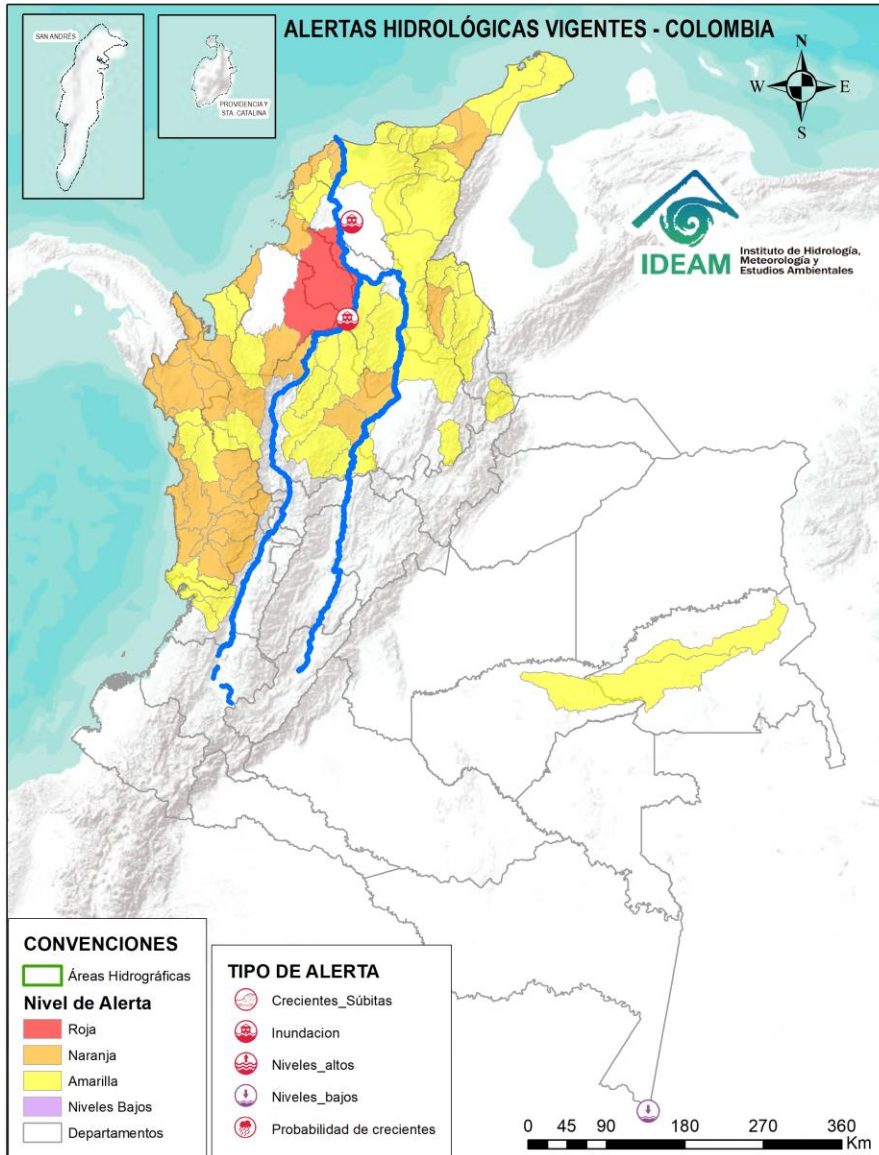 ALERTAS HIDROLÓGICAS VIGENTES - COLOMBIA
SAN ANDRÉS
PROVIDENCIA Y
STA. CATALINA
N
W
E
S
IDEAM
Instituto de Hidrología,
Meteorología y
Estudios Ambientales
CONVENCIONES
Áreas Hidrográficas
Nivel de Alerta
Roja
Naranja
Amarilla
Niveles Bajos
Departamentos
TIPO DE ALERTA
Crecientes_Súbitas
Inundacion
Niveles_altos
Niveles_bajos
Probabilidad de crecientes
0 45 90 180 270 360
Km